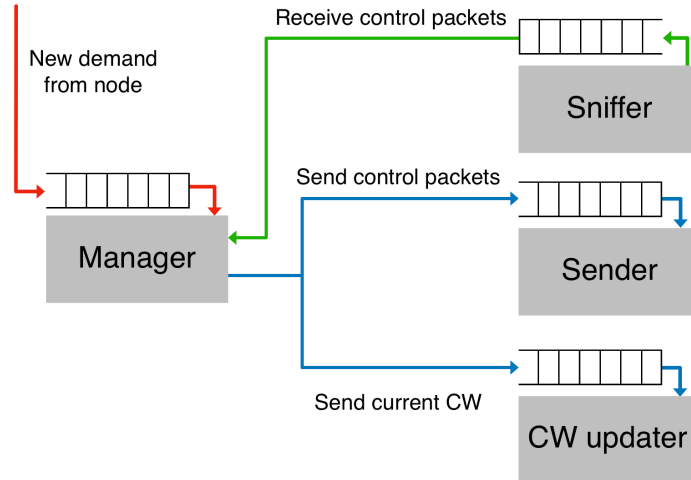 Receive control packets
New demand
from node
Sniffer
Send control packets
Manager
Sender
Send current CW
CW updater